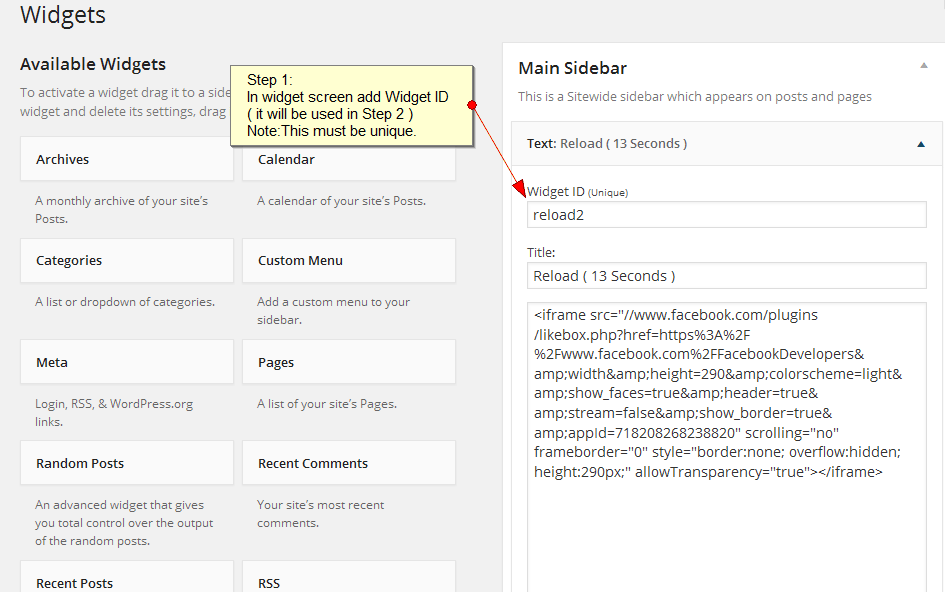 Widgets
Available Widgets
To activate a widget drag it to a side
widget and delete its settings, drag
Step 1:
In widget screen add Widget ID
( it will be used in Step 2 )
Note:This must be unique.
Archives
Calendar
A monthly archive of your site's
Posts.
A calendar of your site's Posts.
Categories
Custom Menu
A list or dropdown of categories.
Add a custom menu to your
sidebar.
Meta
Pages
Login, RSS, & WordPress.org
links.
A list of your site's Pages.
Random Posts
Recent Comments
An advanced widget that gives
you total control over the output
of the random posts.
Your site's most recent
comments.
Recent Posts
RSS
Main Sidebar
This is a Sitewide sidebar which appears on posts and pages
Text: Reload ( 13 Seconds )
Widget ID (Unique)
reload2
Title:
Reload ( 13 Seconds )
<iframe src="//www.facebook.com/plugins
/likebox.php?href=https%3A%2F
%2Fwww.facebook.com%2FFacebookDevelopers&
amp;width&amp;height=290&amp;colorscheme=light&
amp;show_faces=true&amp;header=true&
amp;stream=false&amp;show_border=true&
amp;appId=718208268238820" scrolling="no"
frameborder="0" style="border:none; overflow:hidden;
height:290px;" allowTransparency="true"></iframe>